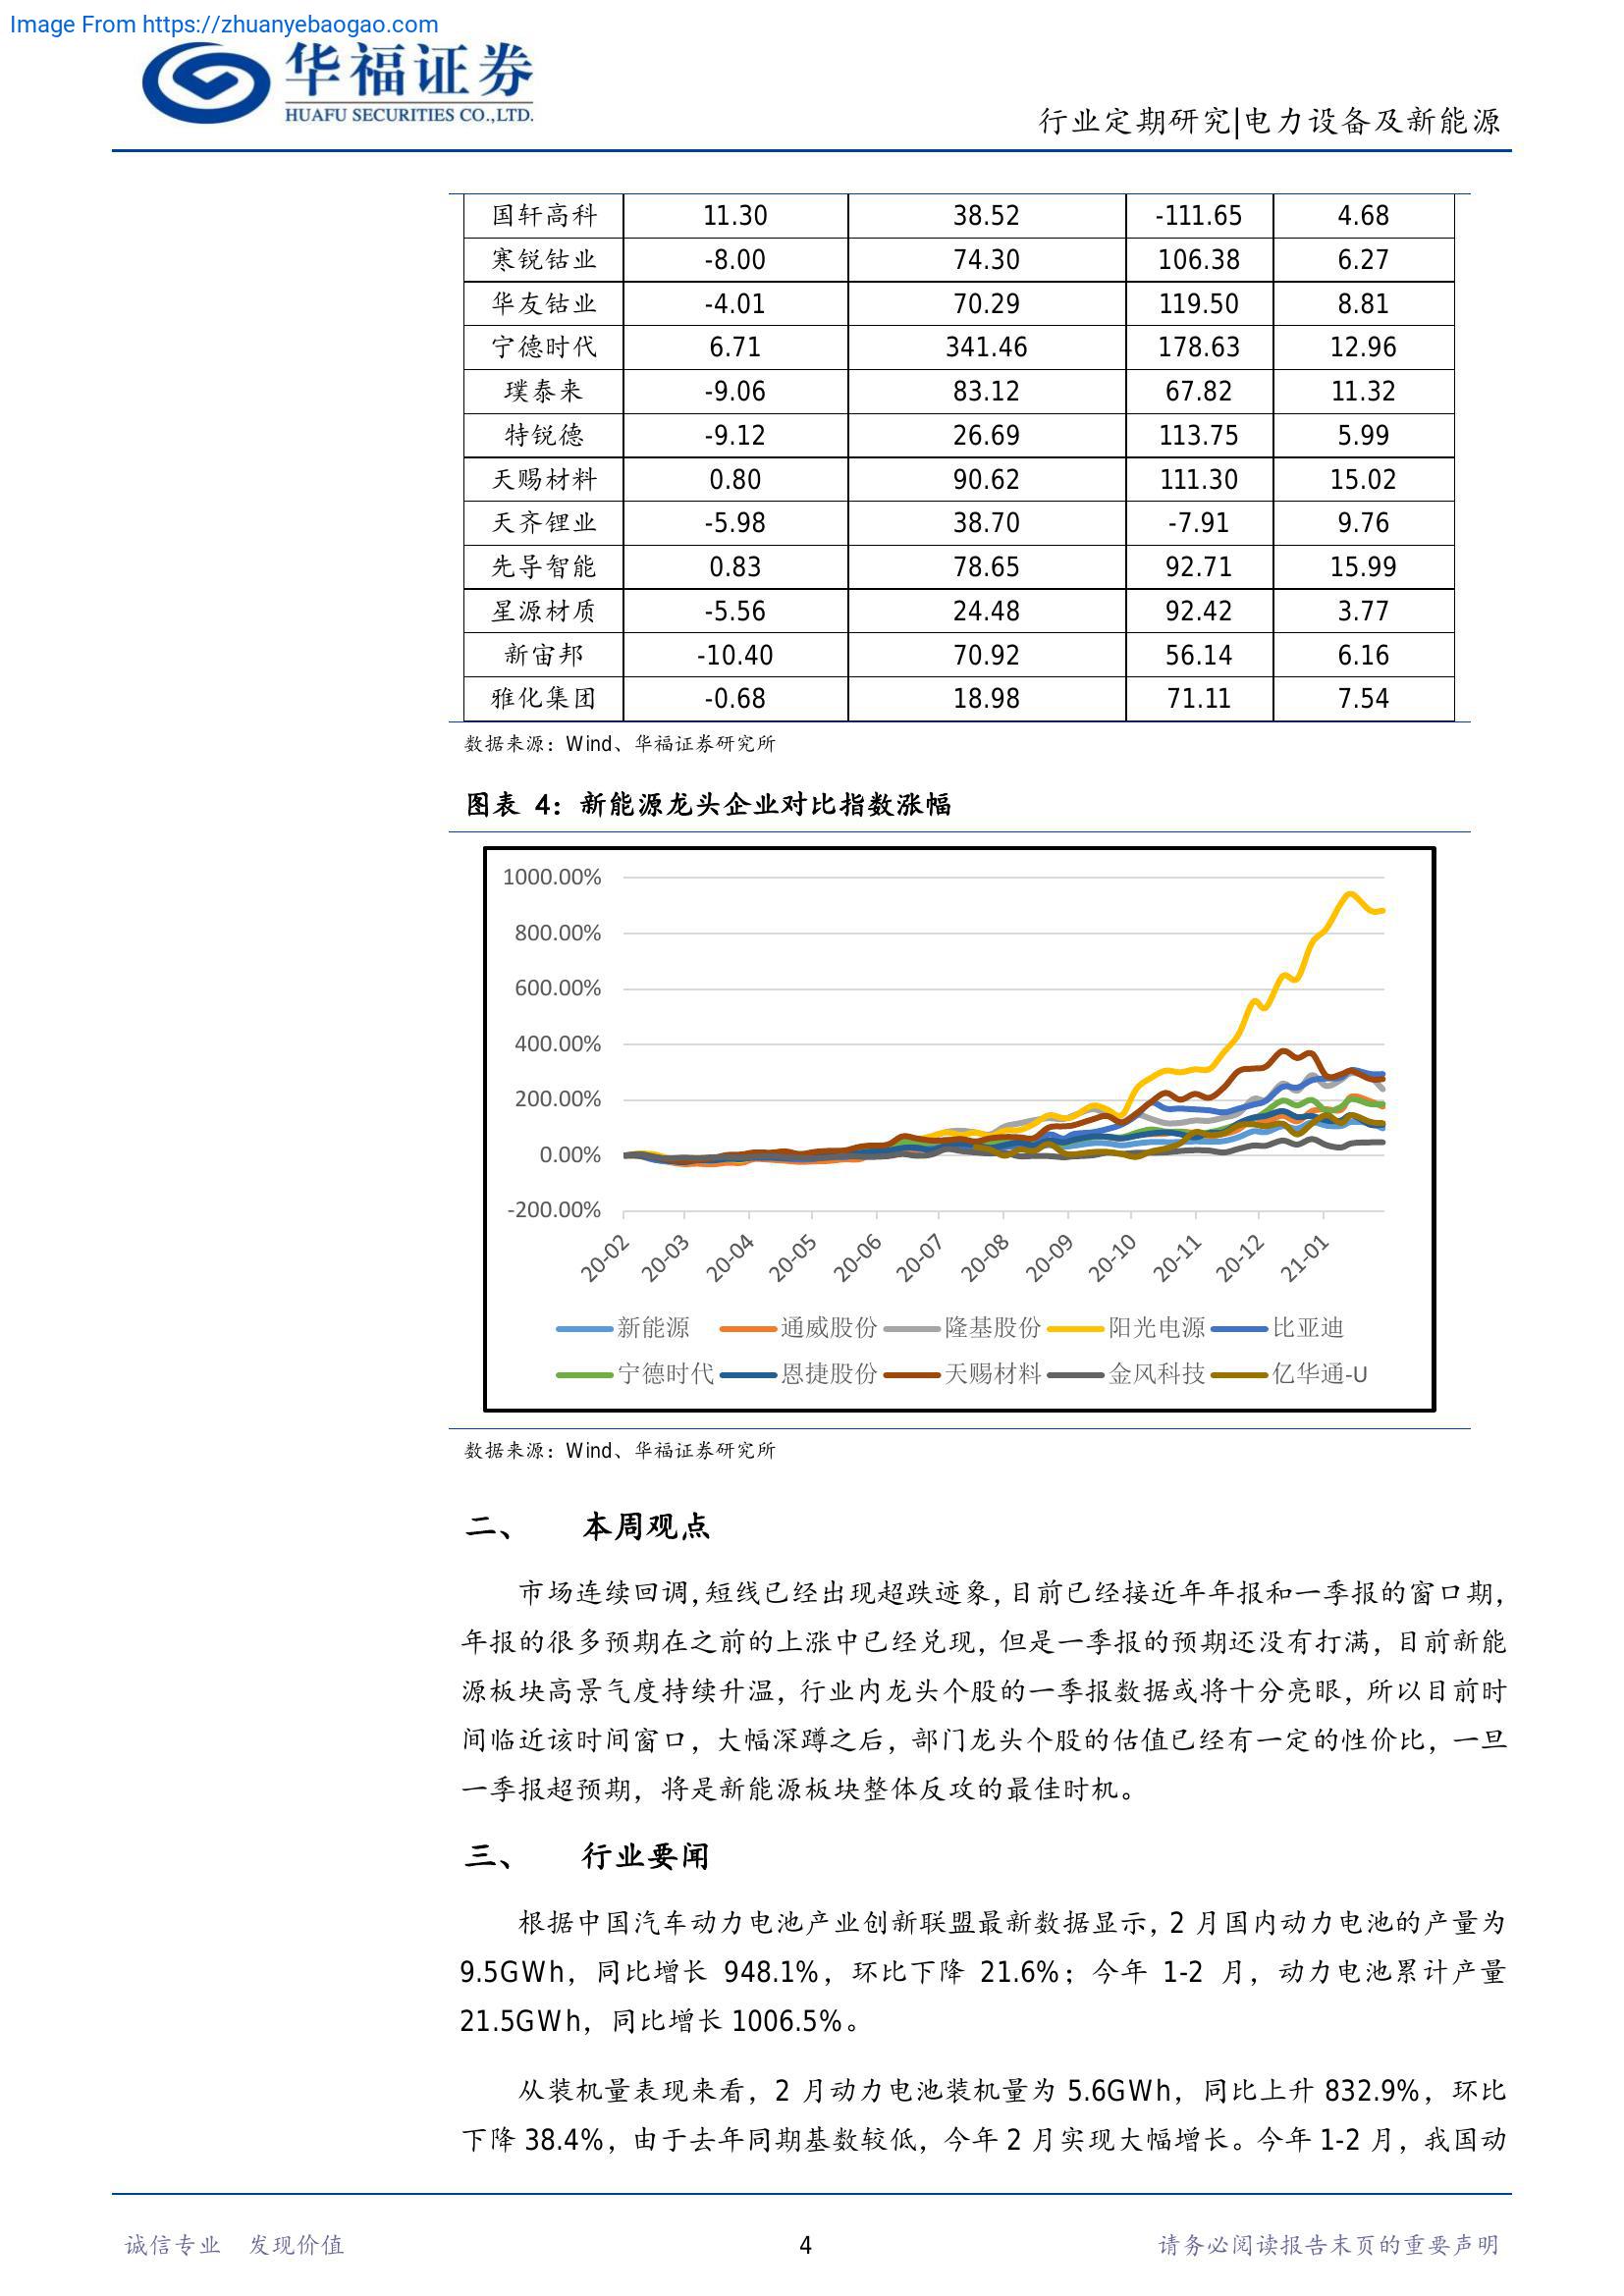 Image From https://zhuanyebaogao.com
华福证券
HUAFU SECURITIES CO.,LTD.
行业定期研究|电力设备及新能源
国轩高科 11.30 38.52 -111.65 4.68
寒锐钴业 -8.00 74.30 106.38 6.27
华友钴业 -4.01 70.29 119.50 8.81
宁德时代 6.71 341.46 178.63 12.96
璞泰来 -9.06 83.12 67.82 11.32
特锐德 -9.12 26.69 113.75 5.99
天赐材料 0.80 90.62 111.30 15.02
天齐锂业 -5.98 38.70 -7.91 9.76
先导智能 0.83 78.65 92.71 15.99
星源材质 -5.56 24.48 92.42 3.77
新宙邦 -10.40 70.92 56.14 6.16
雅化集团 -0.68 18.98 71.11 7.54
数据来源：Wind、华福证券研究所
图表 4：新能源龙头企业对比指数涨幅
1000.00%
800.00%
600.00%
400.00%
200.00%
0.00%
-200.00%
20-02 20-03 20-04 20-05 20-06 20-07 20-08 20-09 20-10 20-11 20-12 21-01
新能源 通威股份 隆基股份 阳光电源 比亚迪
宁德时代 恩捷股份 天赐材料 金风科技 亿华通-U
数据来源：Wind、华福证券研究所
二、 本周观点
市场连续回调，短线已经出现超跌迹象，目前已经接近年年报和一季报的窗口期，
年报的很多预期在之前的上涨中已经兑现，但是一季报的预期还没有打满，目前新能
源板块高景气度持续升温，行业内龙头个股的一季报数据或将十分亮眼，所以目前时
间临近该时间窗口，大幅深蹲之后，部门龙头个股的估值已经有一定的性价比，一旦
一季报超预期，将是新能源板块整体反攻的最佳时机。
三、 行业要闻
根据中国汽车动力电池产业创新联盟最新数据显示，2 月国内动力电池的产量为
9.5GWh，同比增长 948.1%，环比下降 21.6%；今年 1-2 月，动力电池累计产量
21.5GWh，同比增长 1006.5%。
从装机量表现来看，2 月动力电池装机量为 5.6GWh，同比上升 832.9%，环比
下降 38.4%，由于去年同期基数较低，今年 2 月实现大幅增长。今年 1-2 月，我国动
诚信专业 发现价值 4 请务必阅读报告末页的重要声明